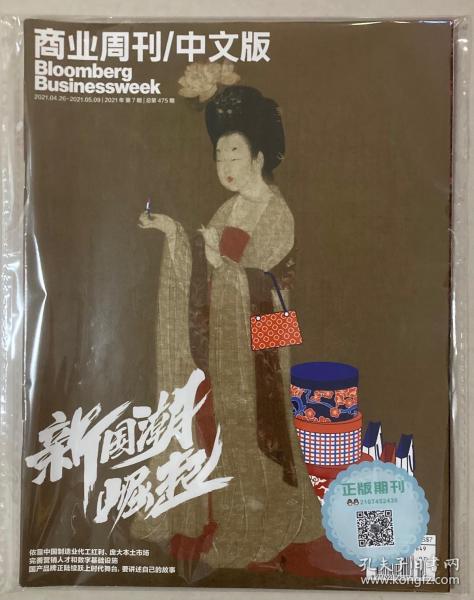 商业周刊/中文版
Bloomberg
Businessweek
2021.04.26-2021.05.09 | 2021年 第7期 | 总第475期
新国潮
崛起
依靠中国制造业代工红利、庞大本土市场
完善营销人才和数字基础设施
国产品牌正陆续跃上时代舞台,要讲述自己的故事
正版期刊
2107452436
孔夫子旧书网
kongfz.com